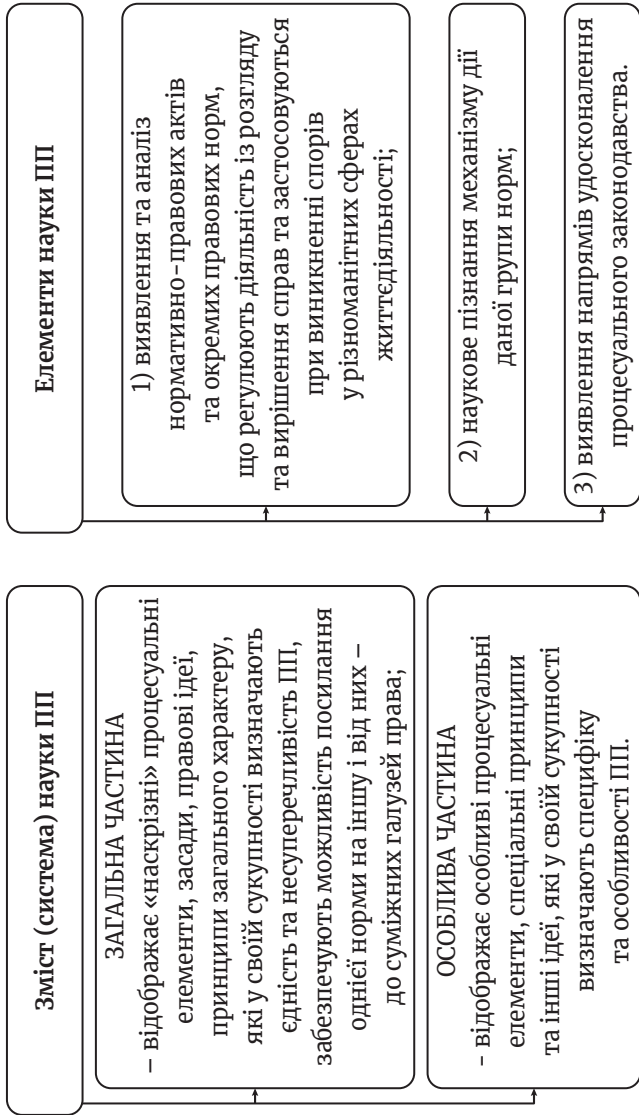 Зміст (система) науки ПП
ЗАГАЛЬНА ЧАСТИНА
– відображає «наскрізні» процесуальні
елементи, засади, правові ідеї,
принципи загального характеру,
які у своїй сукупності визначають
єдність та несуперечливість ПП,
забезпечують можливість посилання
однієї норми на іншу і від них –
до суміжних галузей права;
ОСОБЛИВА ЧАСТИНА
- відображає особливі процесуальні
елементи, спеціальні принципи
та інші ідеї, які у своїй сукупності
визначають специфіку
та особливості ПП.
Елементи науки ПП
1) виявлення та аналіз
нормативно-правових актів
та окремих правових норм,
що регулюють діяльність із розгляду
та вирішення справ та застосовуються
при виникненні спорів
у різноманітних сферах
життєдіяльності;
2) наукове пізнання механізму дії
даної групи норм;
3) виявлення напрямів удосконалення
процесуального законодавства.